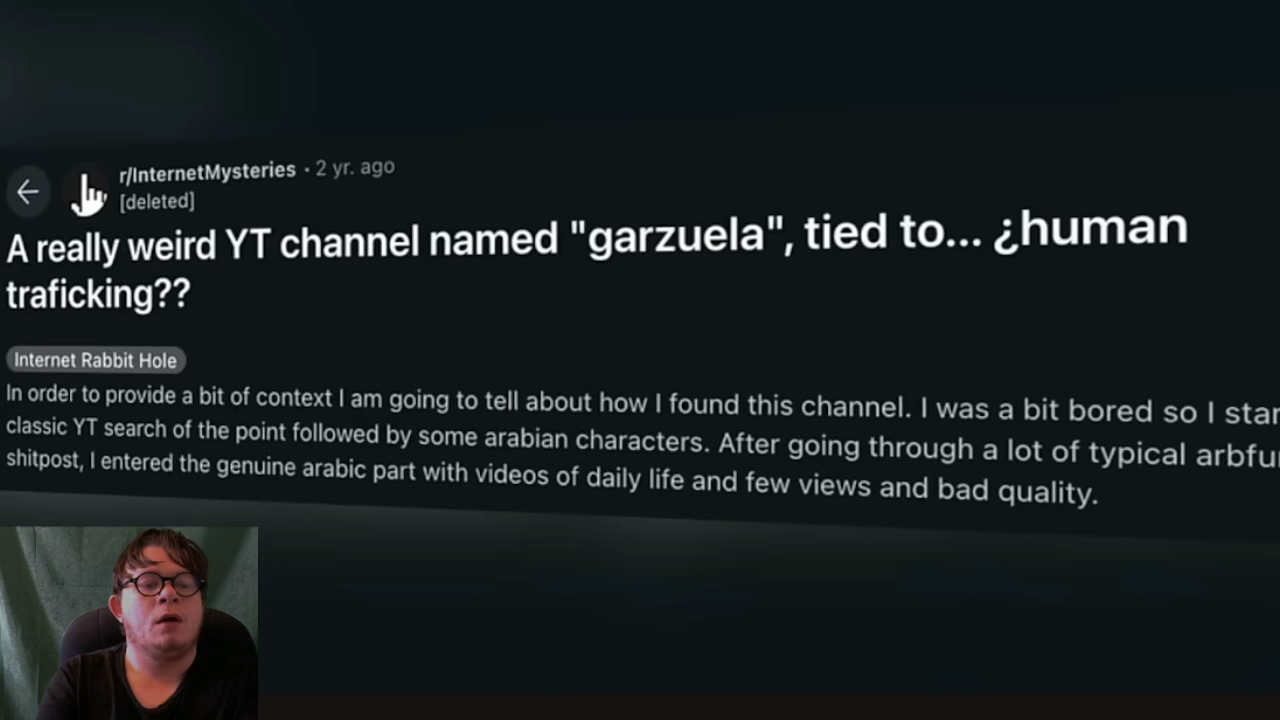 r/InternetMysteries • 2 yr. ago
[deleted]
A really weird YT channel named "garzuela", tied to... ¿human
traficking??
Internet Rabbit Hole
In order to provide a bit of context I am going to tell about how I found this channel. I was a bit bored so I star
classic YT search of the point followed by some arabian characters. After going through a lot of typical arbfu
shitpost, I entered the genuine arabic part with videos of daily life and few views and bad quality.